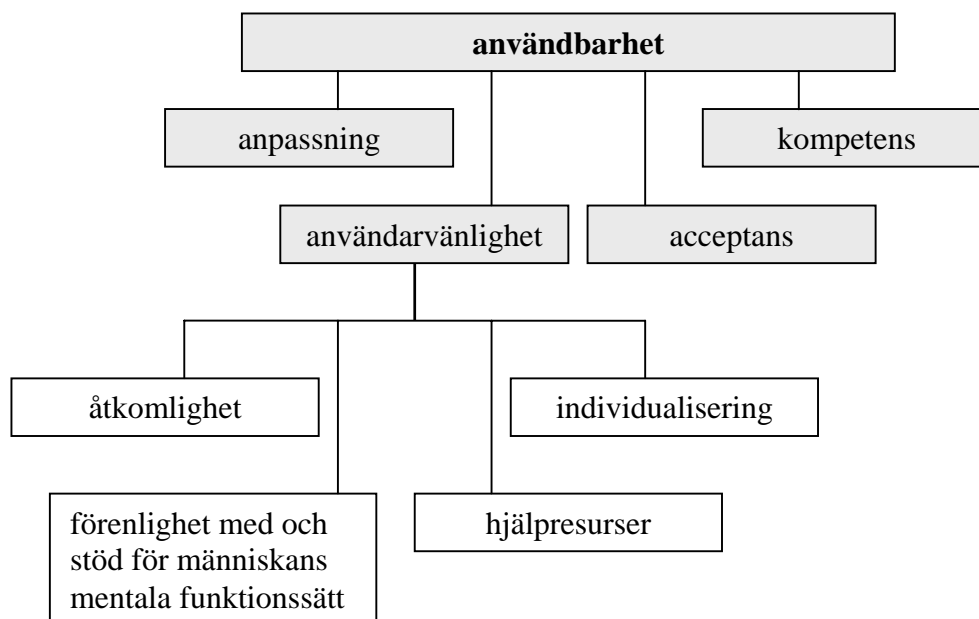 användbarhet
anpassning
kompetens
användarvänlighet
acceptans
åtkomlighet
individualisering
förenlighet med och
stöd för människans
mentala funktionssätt
hjälpresurser